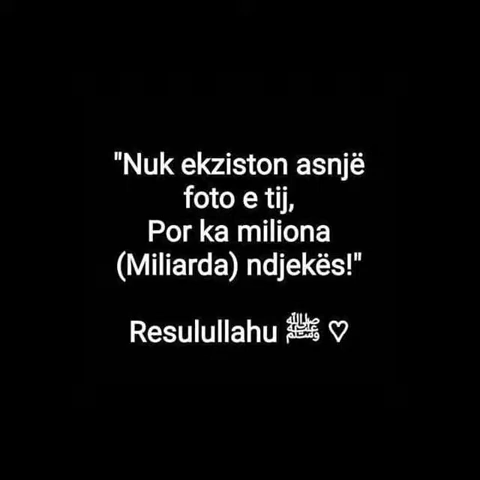 "Nuk ekziston asnjë
foto e tij,
Por ka miliona
(Miliarda) ndjekës!"
Resulullahu ﷺ ♡